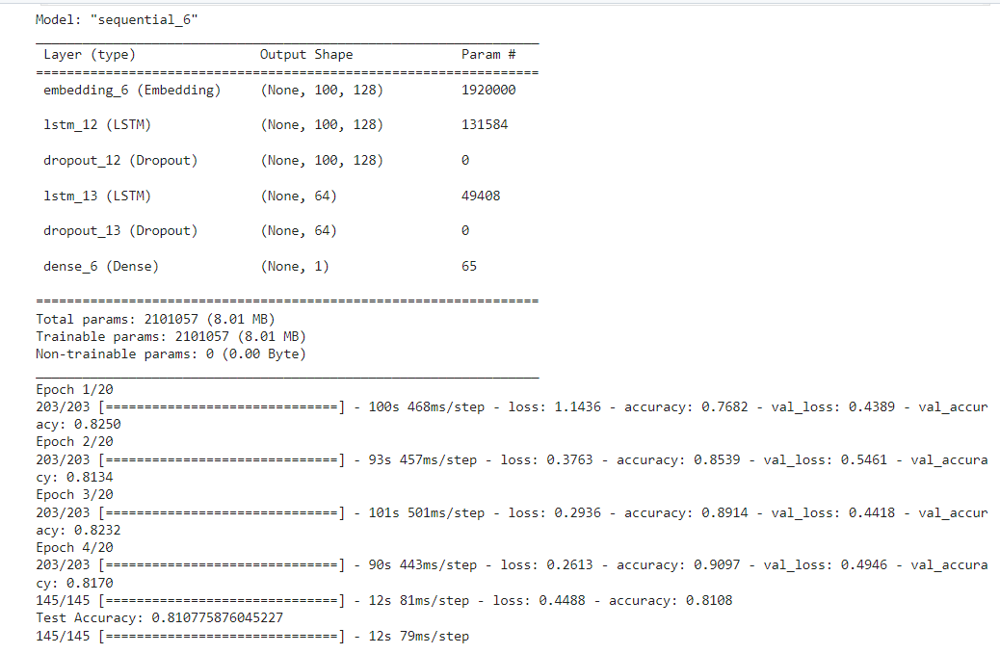 Model: "sequential_6"
_________________________________________________________________
Layer (type) Output Shape Param #
=================================================================
embedding_6 (Embedding) (None, 100, 128) 1920000
lstm_12 (LSTM) (None, 100, 128) 131584
dropout_12 (Dropout) (None, 100, 128) 0
lstm_13 (LSTM) (None, 64) 49408
dropout_13 (Dropout) (None, 64) 0
dense_6 (Dense) (None, 1) 65
=================================================================
Total params: 2101057 (8.01 MB)
Trainable params: 2101057 (8.01 MB)
Non-trainable params: 0 (0.00 Byte)
_________________________________________________________________
Epoch 1/20
203/203 [==============================] - 100s 468ms/step - loss: 1.1436 - accuracy: 0.7682 - val_loss: 0.4389 - val_accur
acy: 0.8250
Epoch 2/20
203/203 [==============================] - 93s 457ms/step - loss: 0.3763 - accuracy: 0.8539 - val_loss: 0.5461 - val_accura
cy: 0.8134
Epoch 3/20
203/203 [==============================] - 101s 501ms/step - loss: 0.2936 - accuracy: 0.8914 - val_loss: 0.4418 - val_accur
acy: 0.8232
Epoch 4/20
203/203 [==============================] - 90s 443ms/step - loss: 0.2613 - accuracy: 0.9097 - val_loss: 0.4946 - val_accura
cy: 0.8170
145/145 [==============================] - 12s 81ms/step - loss: 0.4488 - accuracy: 0.8108
Test Accuracy: 0.810775876045227
145/145 [==============================] - 12s 79ms/step